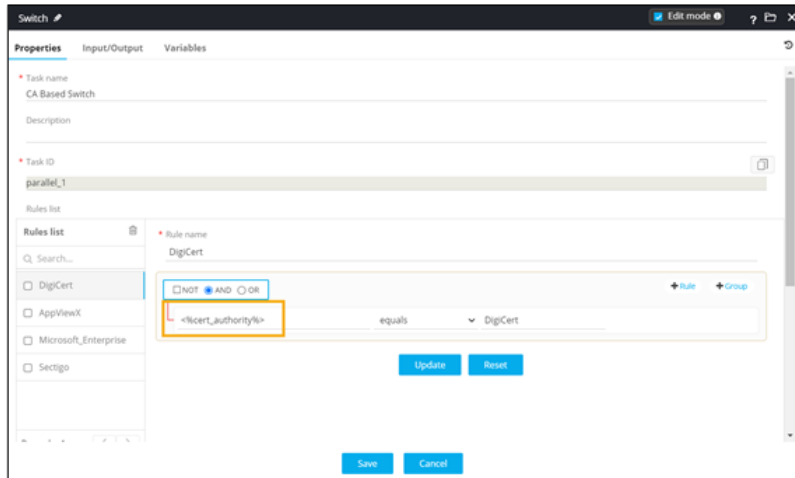 Switch
Edit mode
?
Properties Input/Output Variables
* Task name
CA Based Switch
Description
* Task ID
parallel_1
Rules list
Rules list
* Rule name
Search...
DigiCert
DigiCert
NOT AND OR
+Rule +Group
AppViewX
<%cert_authority%> equals DigiCert
Microsoft_Enterprise
Sectigo
Update Reset
Save Cancel